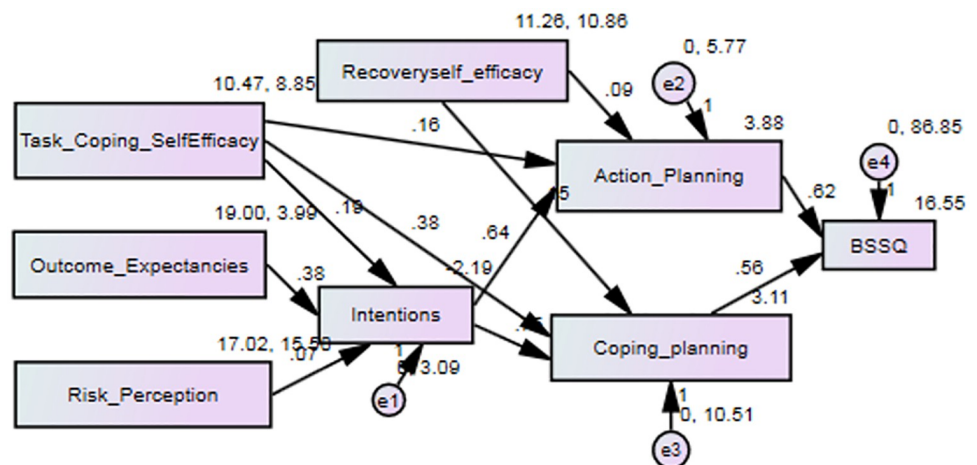 11.26, 10.86
0, 5.77
Recoveryself_efficacy
e2
10.47, 8.85
.09
1
3.88
0, 86.85
Task_Coping_SelfEfficacy
.16
e4
Action_Planning
1
.62
16.55
19.00, 3.99
.19
.38
.64
BSSQ
Outcome_Expectancies
.38
-2.19
.56
Intentions
3.11
17.02, 15.50
.07
1
3.09
Coping_planning
Risk_Perception
e1
1
0, 10.51
e3